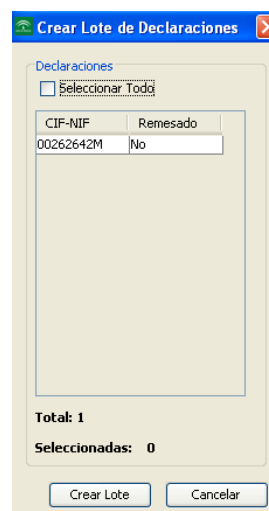 Crear Lote de Declaraciones
Declaraciones
Seleccionar Todo
CIF-NIF Remesado
00262642M No
Total: 1
Seleccionadas: 0
Crear Lote Cancelar